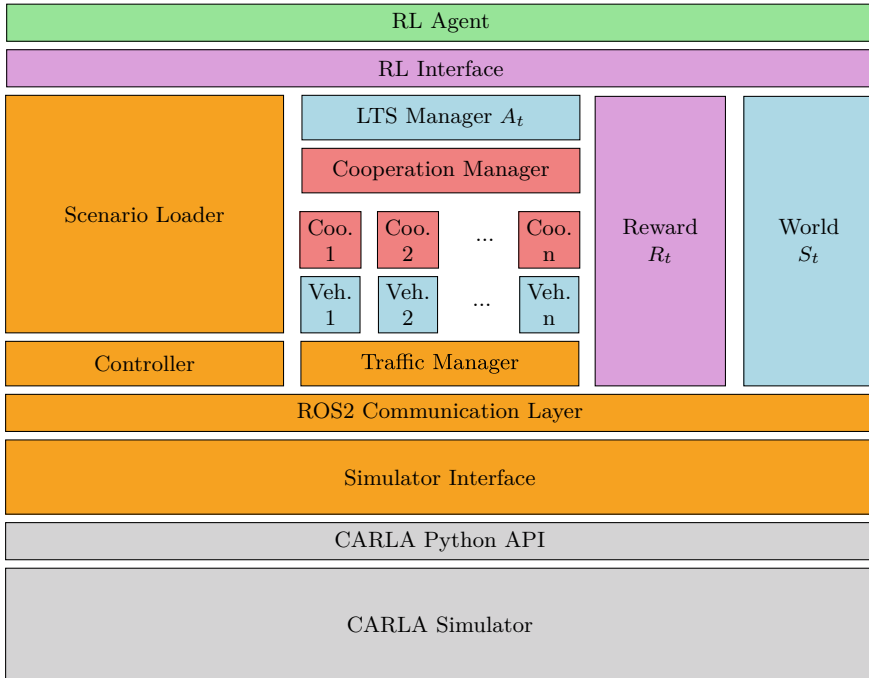 RL Agent
RL Interface
Scenario Loader
Controller
LTS Manager $A_t$
Cooperation Manager
Coo. 1
Coo. 2
...
Coo. n
Veh. 1
Veh. 2
...
Veh. n
Traffic Manager
Reward
$R_t$
World
$S_t$
ROS2 Communication Layer
Simulator Interface
CARLA Python API
CARLA Simulator